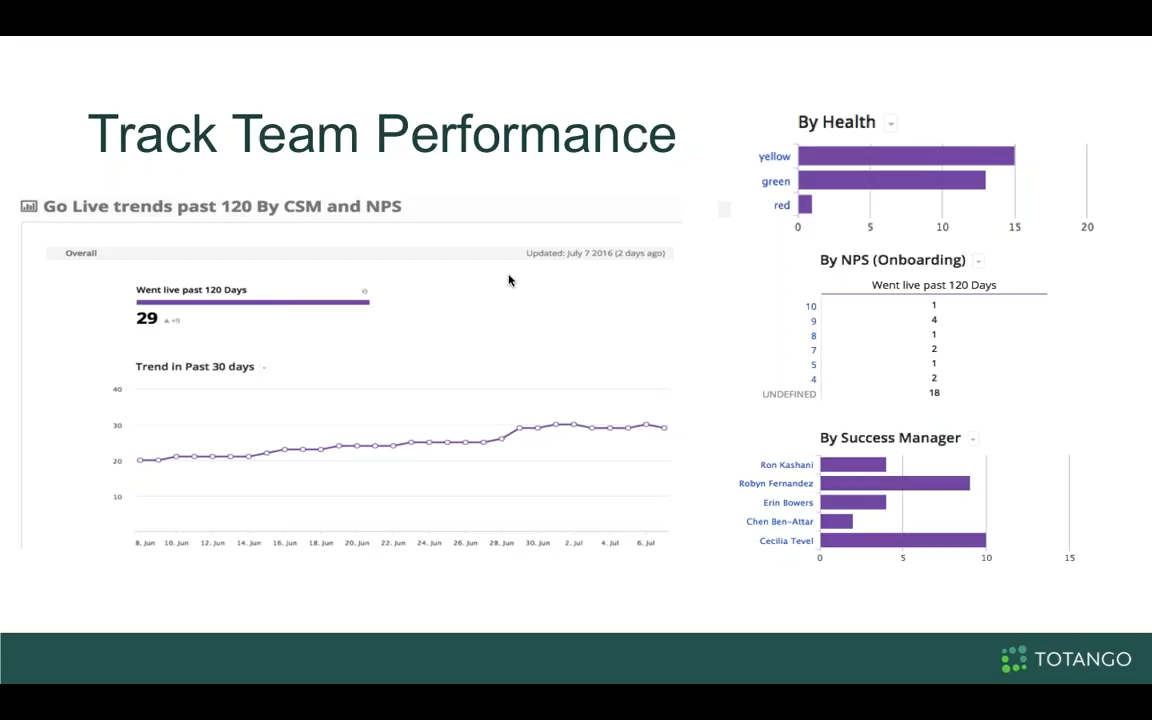 Track Team Performance
Go Live trends past 120 By CSM and NPS
Overall
Updated: July 7 2016 (2 days ago)
Went live past 120 Days
29 ▲ +9
Trend in Past 30 days
40
30
20
10
8. Jun 10. Jun 12. Jun 14. Jun 16. Jun 18. Jun 20. Jun 22. Jun 24. Jun 26. Jun 28. Jun 30. Jun 2. Jul 4. Jul 6. Jul
By Health
yellow
green
red
0 5 10 15 20
By NPS (Onboarding)
Went live past 120 Days
10 1
9 4
8 1
7 2
5 1
4 2
UNDEFINED 18
By Success Manager
Ron Kashani
Robyn Fernandez
Erin Bowers
Chen Ben-Attar
Cecilia Tevel
0 5 10 15
TOTANGO